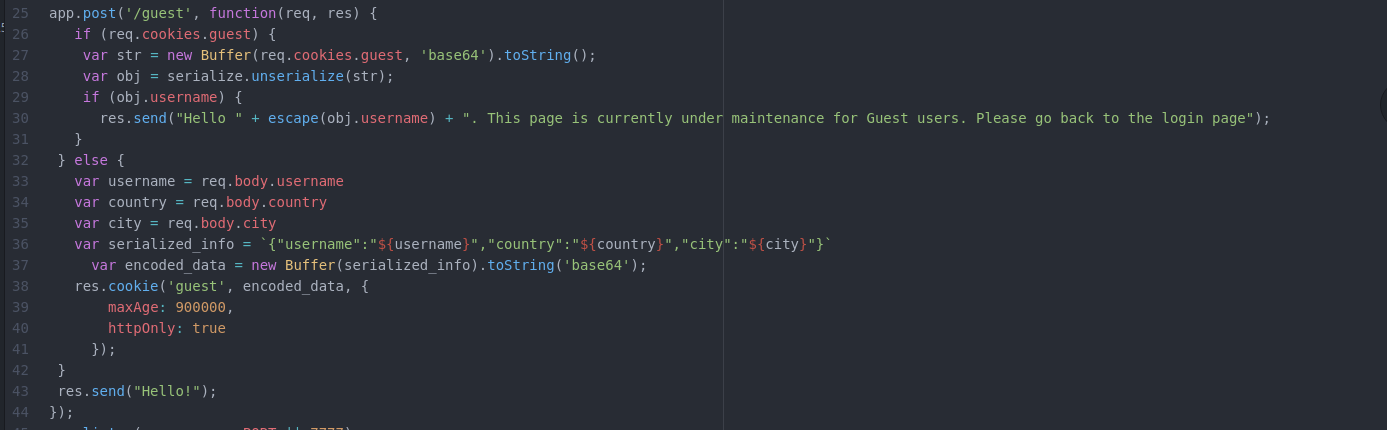 25 app.post('/guest', function(req, res) {
26 if (req.cookies.guest) {
27 var str = new Buffer(req.cookies.guest, 'base64').toString();
28 var obj = serialize.unserialize(str);
29 if (obj.username) {
30 res.send("Hello " + escape(obj.username) + ". This page is currently under maintenance for Guest users. Please go back to the login page");
31 }
32 } else {
33 var username = req.body.username
34 var country = req.body.country
35 var city = req.body.city
36 var serialized_info = `{"username":"${username}","country":"${country}","city":"${city}"}`
37 var encoded_data = new Buffer(serialized_info).toString('base64');
38 res.cookie('guest', encoded_data, {
39 maxAge: 900000,
40 httpOnly: true
41 });
42 }
43 res.send("Hello!");
44 });